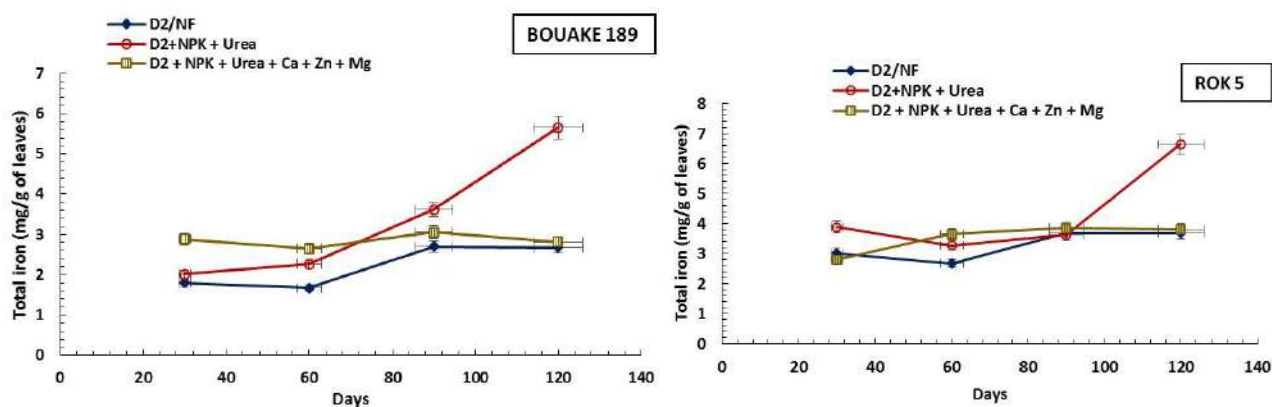 D2/NF
D2+NPK + Urea
D2 + NPK + Urea + Ca + Zn + Mg
BOUAKE 189
Total iron (mg/g of leaves)
7
6
5
4
3
2
1
0
0 20 40 60 80 100 120 140
Days
D2/NF
D2+NPK + Urea
D2 + NPK + Urea + Ca + Zn + Mg
ROK 5
Total iron (mg/g of leaves)
8
7
6
5
4
3
2
1
0
0 20 40 60 80 100 120 140
Days